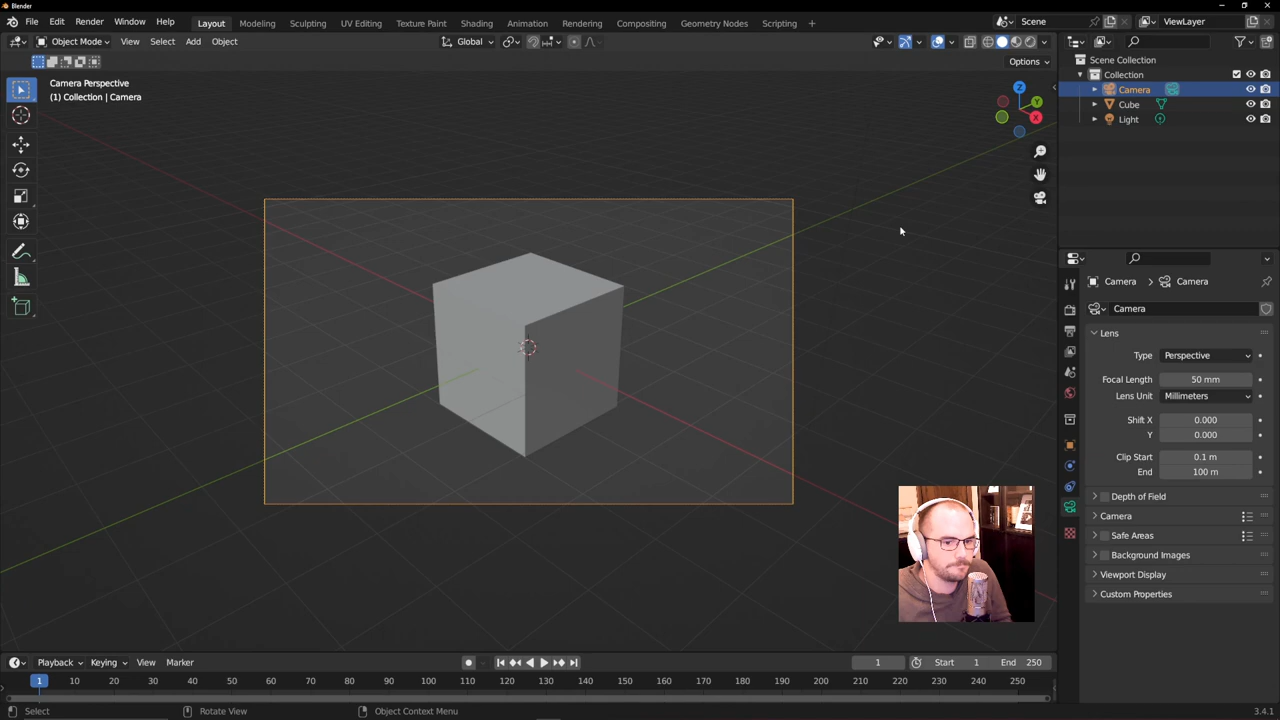 Blender
File Edit Render Window Help
Layout Modeling Sculpting UV Editing Texture Paint Shading Animation Rendering Compositing Geometry Nodes Scripting +
Scene
ViewLayer
Object Mode View Select Add Object
Global
Options
Camera Perspective
(1) Collection | Camera
Z
Y
X
Scene Collection
Collection
Camera
Cube
Light
Camera > Camera
Camera
Lens
Type Perspective
Focal Length 50 mm
Lens Unit Millimeters
Shift X 0.000
Y 0.000
Clip Start 0.1 m
End 100 m
Depth of Field
Camera
Safe Areas
Background Images
Viewport Display
Custom Properties
Playback Keying View Marker
1 Start 1 End 250
1 10 20 30 40 50 60 70 80 90 100 110 120 130 140 150 160 170 180 190 200 210 220 230 240 250
Select Rotate View Object Context Menu 3.4.1